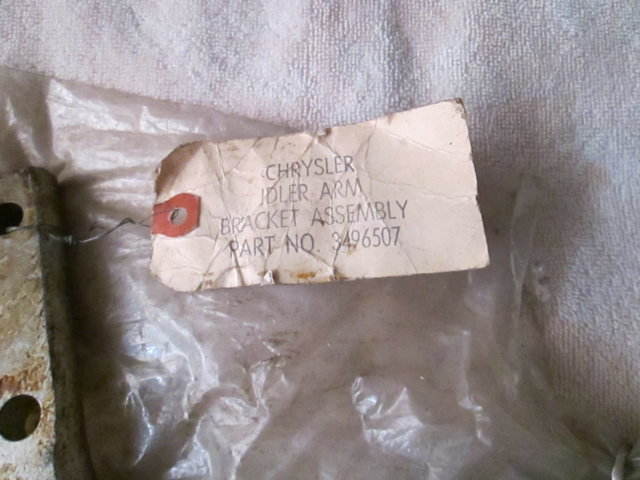 CHRYSLER
IDLER ARM
BRACKET ASSEMBLY
PART NO. 3496507